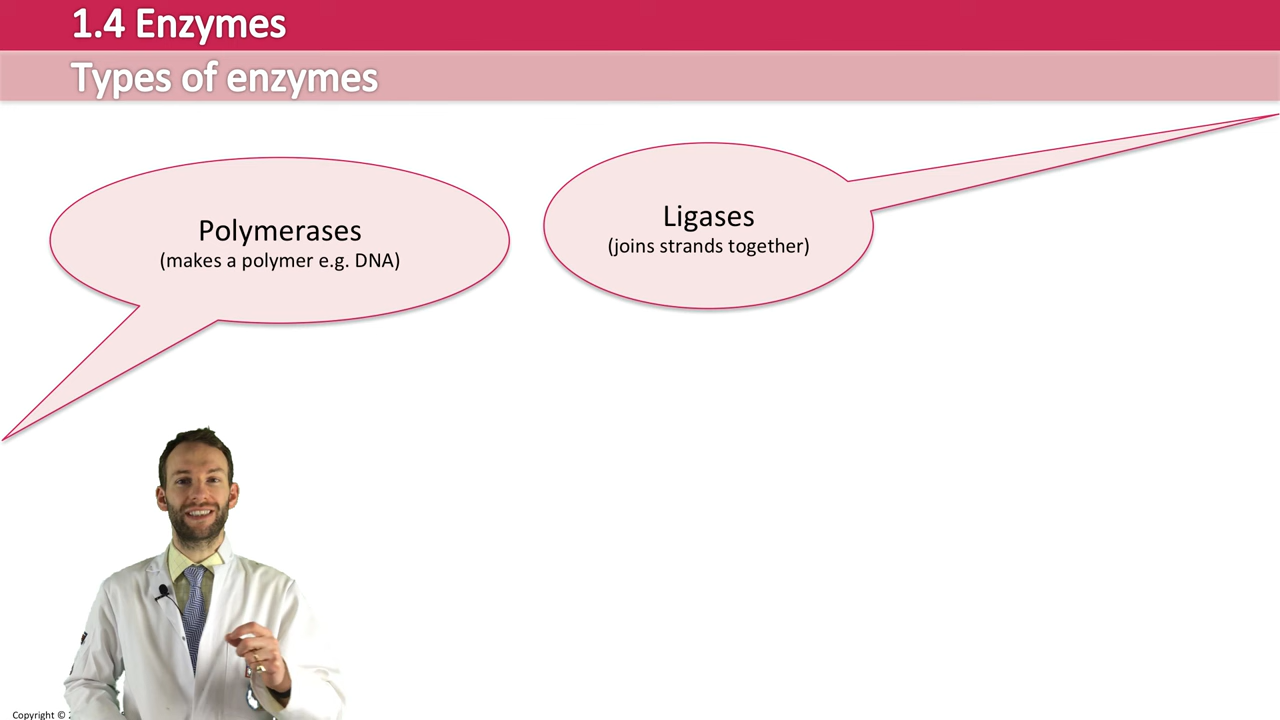 1.4 Enzymes
Types of enzymes
Polymerases
(makes a polymer e.g. DNA)
Ligases
(joins strands together)
Copyright ©